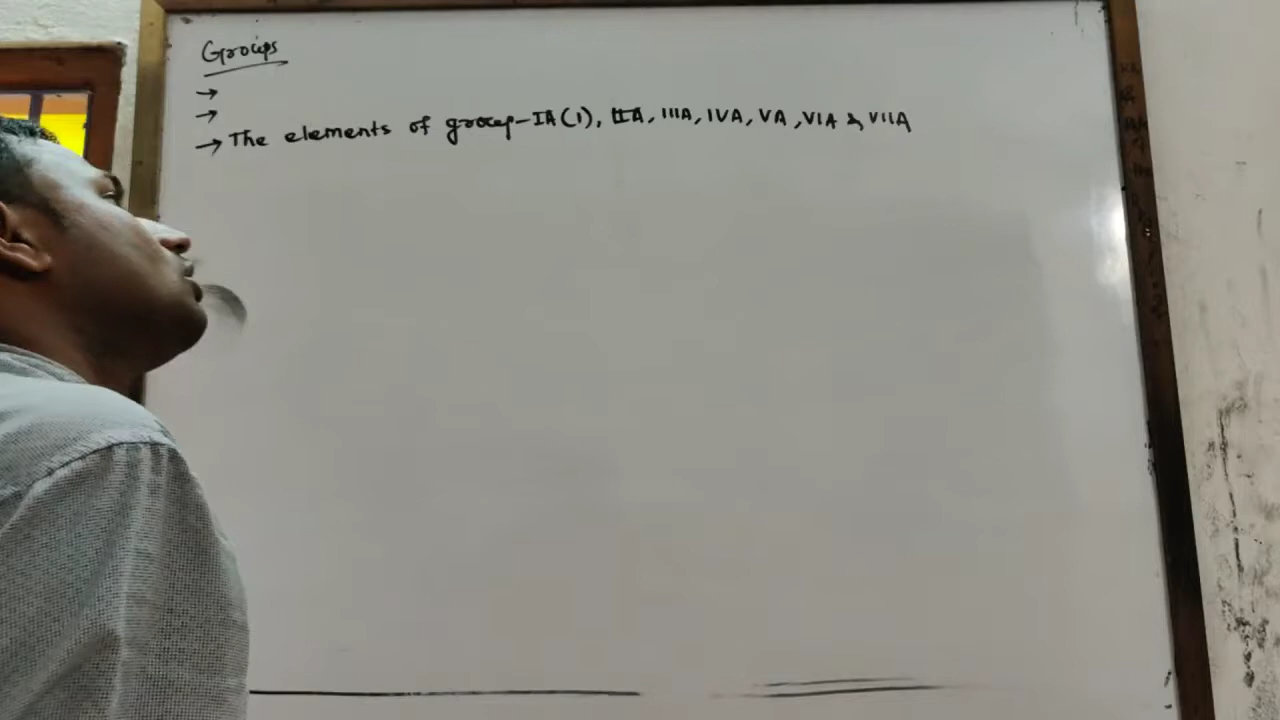 Groups
→
→
→ The elements of group-IA(1), IIA, IIIA, IVA, VA, VIA & VIIA